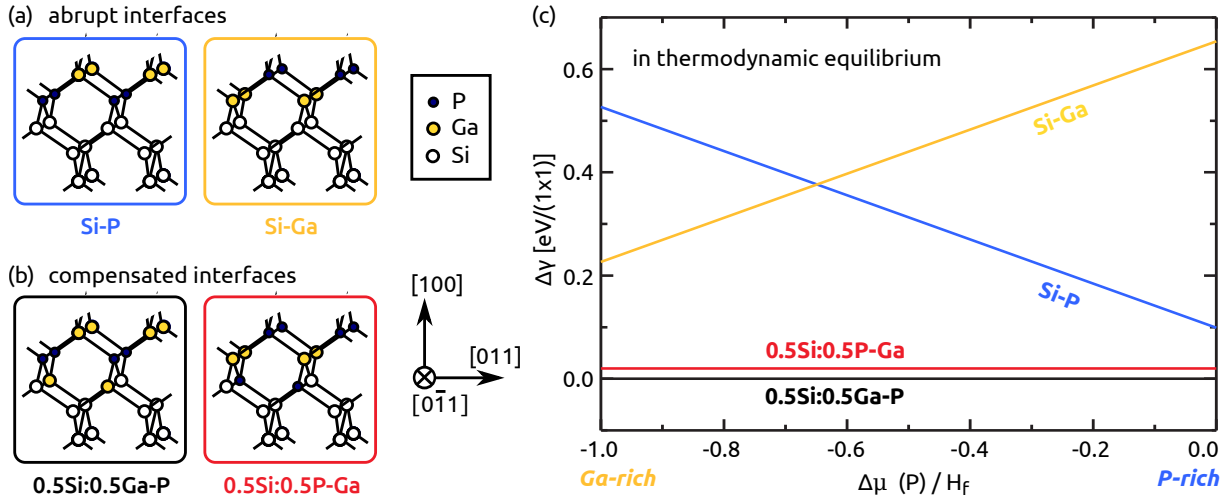 (a) abrupt interfaces
Si-P
Si-Ga
P
Ga
Si
(b) compensated interfaces
0.5Si:0.5Ga-P
0.5Si:0.5P-Ga
[100]
[011]
[01̄1]
(c)
in thermodynamic equilibrium
Si-Ga
Si-P
0.5Si:0.5P-Ga
0.5Si:0.5Ga-P
Δγ [eV/(1x1)]
0.6
0.4
0.2
0.0
-1.0 -0.8 -0.6 -0.4 -0.2 0.0
Ga-rich Δμ (P) / Hf P-rich